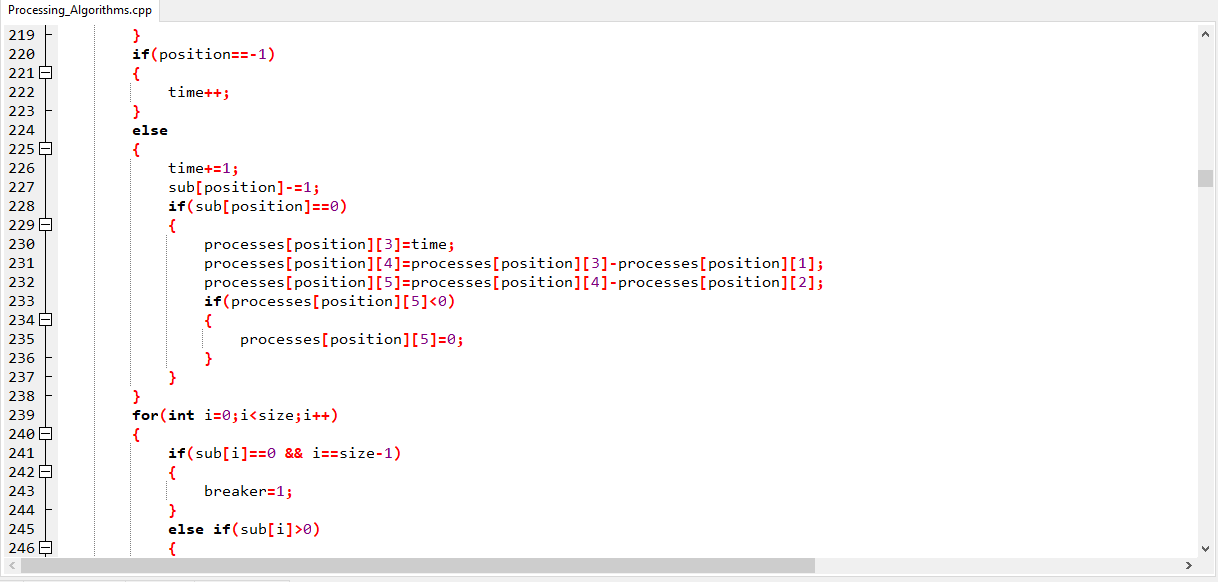 Processing_Algorithms.cpp
219 }
220 if(position==-1)
221 {
222 time++;
223 }
224 else
225 {
226 time+=1;
227 sub[position]-=1;
228 if(sub[position]==0)
229 {
230 processes[position][3]=time;
231 processes[position][4]=processes[position][3]-processes[position][1];
232 processes[position][5]=processes[position][4]-processes[position][2];
233 if(processes[position][5]<0)
234 {
235 processes[position][5]=0;
236 }
237 }
238 }
239 for(int i=0;i<size;i++)
240 {
241 if(sub[i]==0 && i==size-1)
242 {
243 breaker=1;
244 }
245 else if(sub[i]>0)
246 {